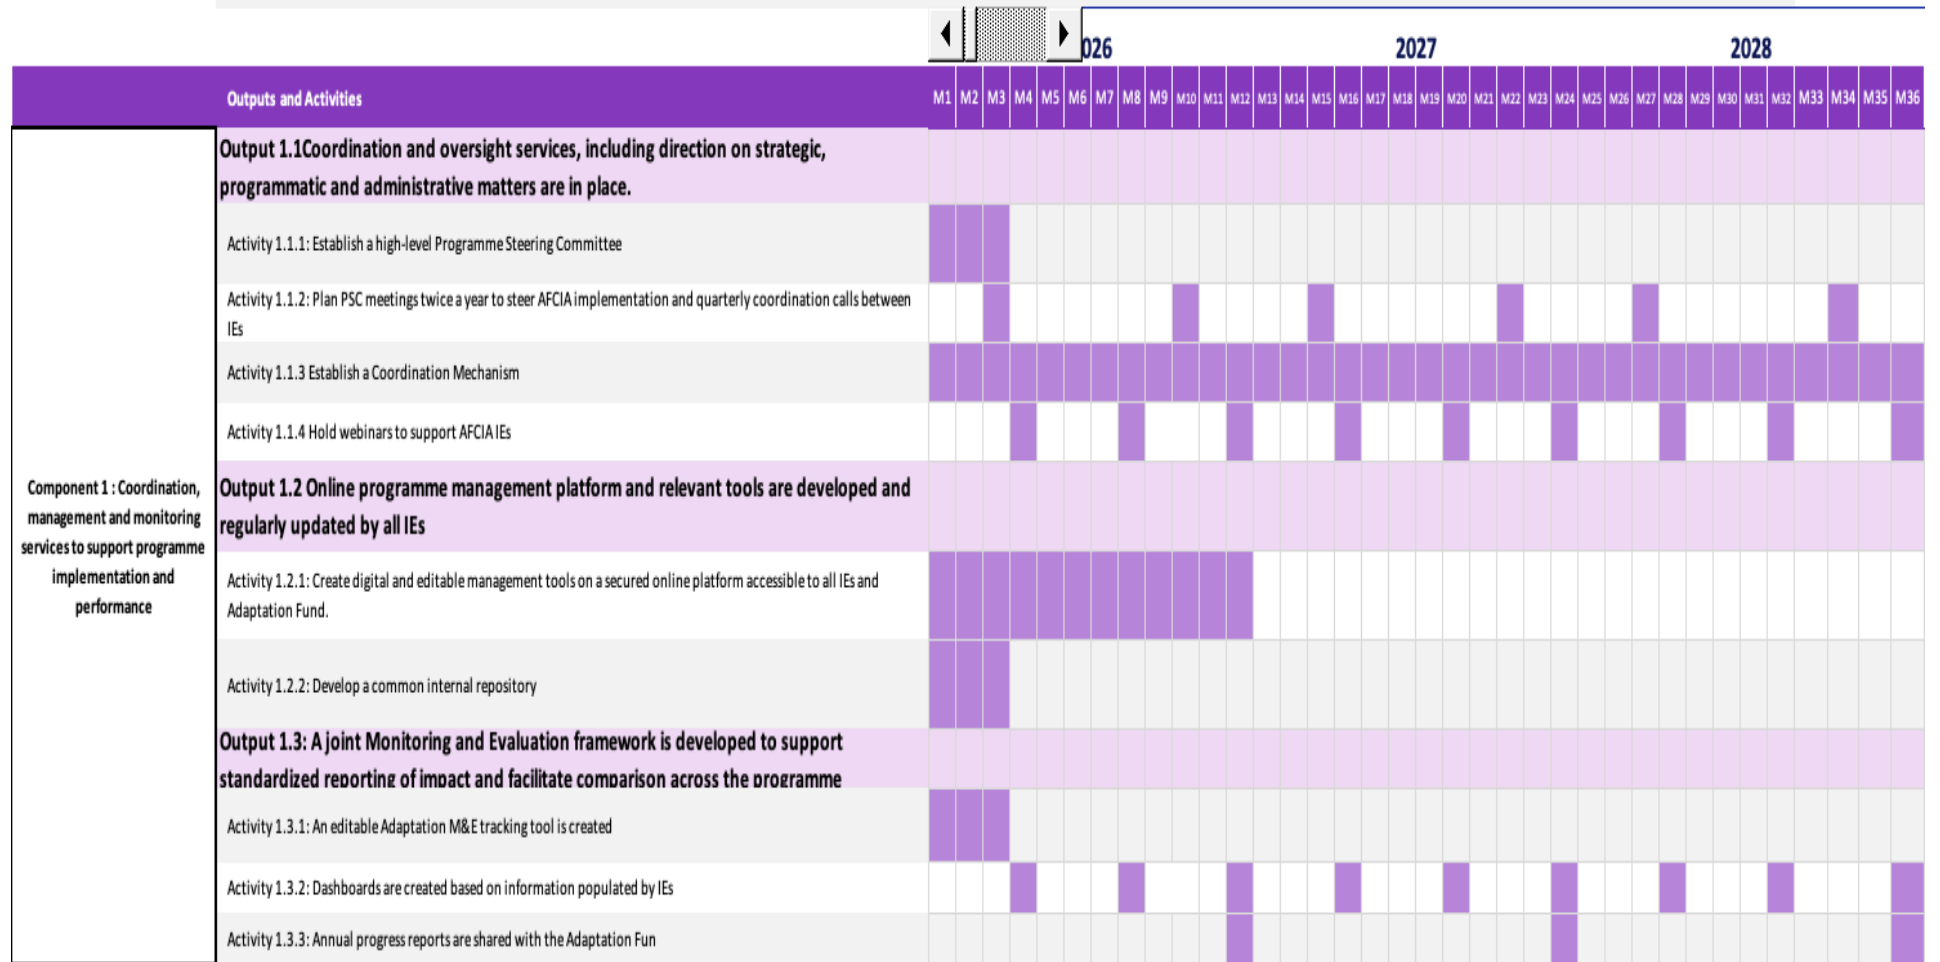 026 2027 2028
Outputs and Activities M1 M2 M3 M4 M5 M6 M7 M8 M9 M10 M11 M12 M13 M14 M15 M16 M17 M18 M19 M20 M21 M22 M23 M24 M25 M26 M27 M28 M29 M30 M31 M32 M33 M34 M35 M36
Output 1.1Coordination and oversight services, including direction on strategic,
programmatic and administrative matters are in place.
Activity 1.1.1: Establish a high-level Programme Steering Committee
Activity 1.1.2: Plan PSC meetings twice a year to steer AFCIA implementation and quarterly coordination calls between
IEs
Activity 1.1.3 Establish a Coordination Mechanism
Activity 1.1.4 Hold webinars to support AFCIA IEs
Component 1 : Coordination,
management and monitoring
services to support programme
implementation and
performance
Output 1.2 Online programme management platform and relevant tools are developed and
regularly updated by all IEs
Activity 1.2.1: Create digital and editable management tools on a secured online platform accessible to all IEs and
Adaptation Fund.
Activity 1.2.2: Develop a common internal repository
Output 1.3: A joint Monitoring and Evaluation framework is developed to support
standardized reporting of impact and facilitate comparison across the programme
Activity 1.3.1: An editable Adaptation M&E tracking tool is created
Activity 1.3.2: Dashboards are created based on information populated by IEs
Activity 1.3.3: Annual progress reports are shared with the Adaptation Fun